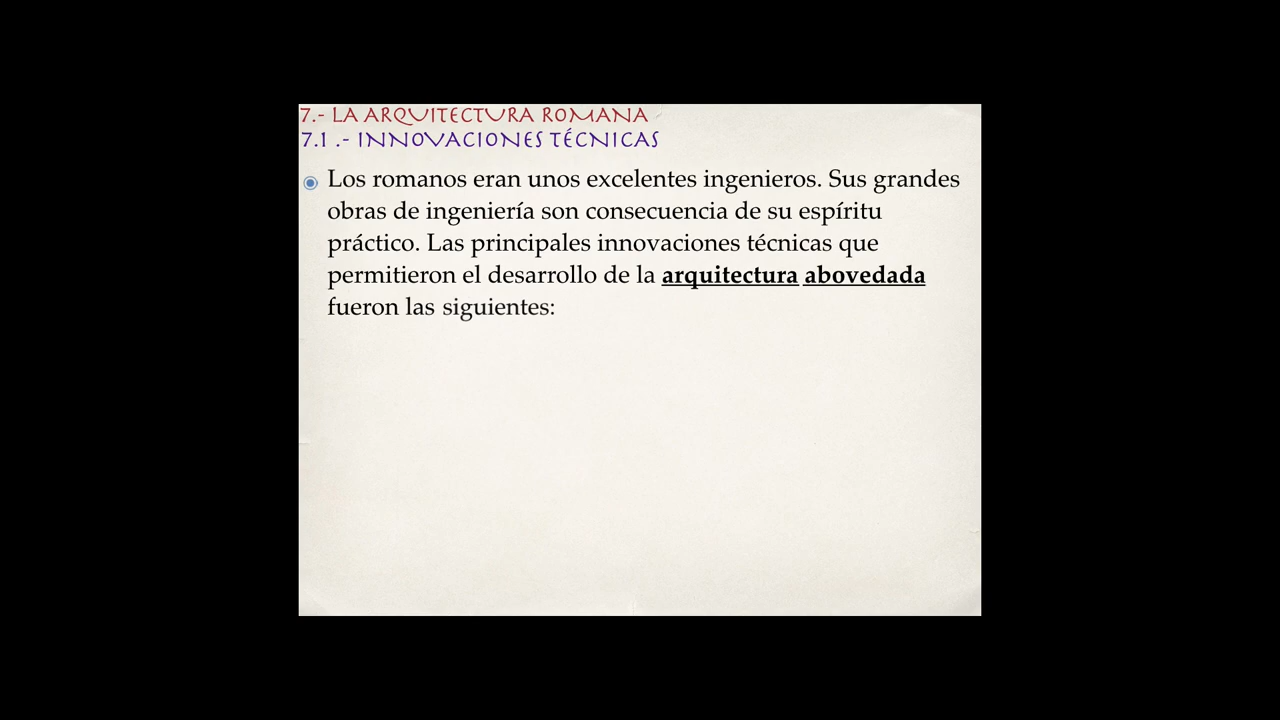 7.- LA ARQUITECTURA ROMANA
7.1 .- INNOVACIONES TÉCNICAS
Los romanos eran unos excelentes ingenieros. Sus grandes
obras de ingeniería son consecuencia de su espíritu
práctico. Las principales innovaciones técnicas que
permitieron el desarrollo de la arquitectura abovedada
fueron las siguientes: